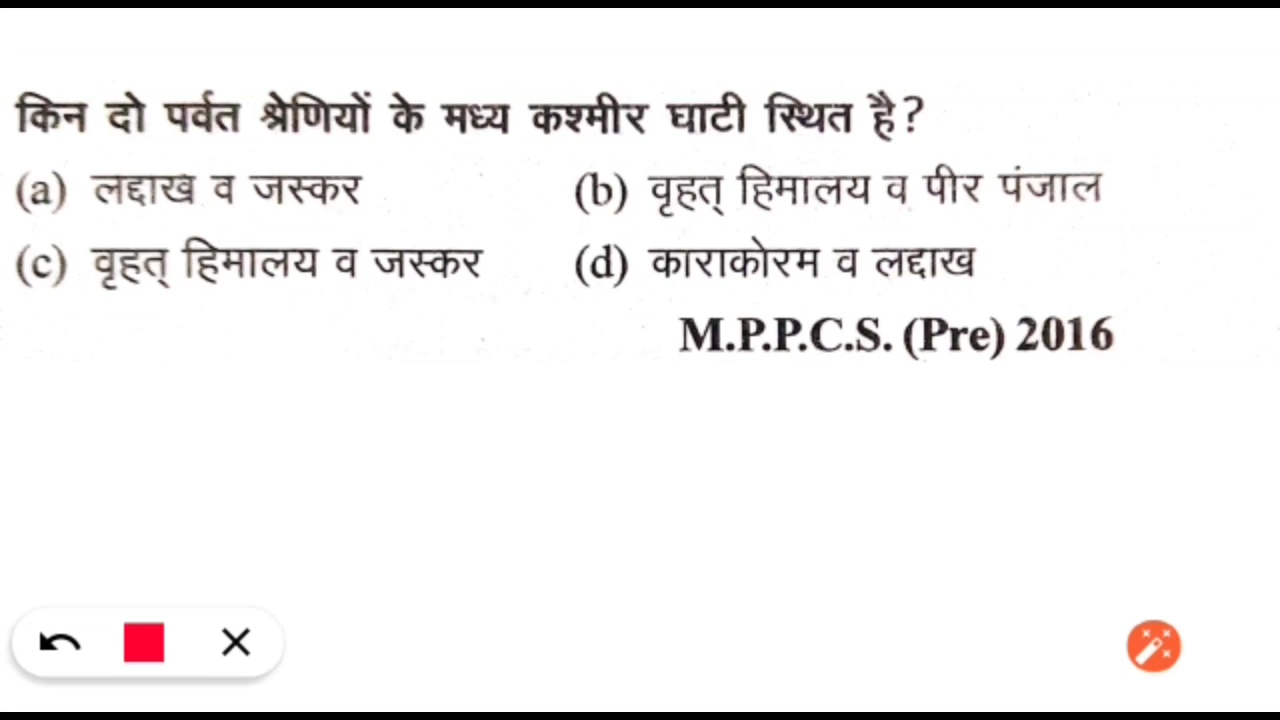 किन दो पर्वत श्रेणियों के मध्य कश्मीर घाटी स्थित है?
(a) लद्दाख व जस्कर (b) वृहत् हिमालय व पीर पंजाल
(c) वृहत् हिमालय व जस्कर (d) काराकोरम व लद्दाख
M.P.P.C.S. (Pre) 2016